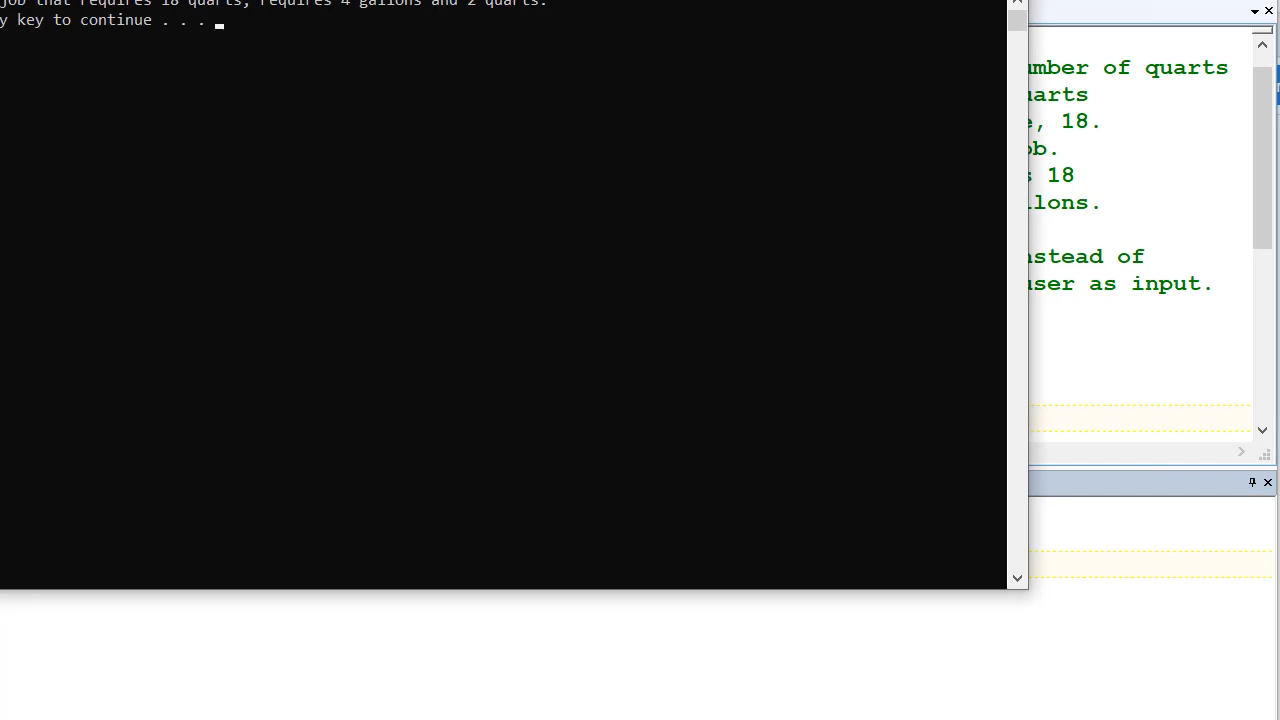 job that requires 18 quarts, requires 4 gallons and 2 quarts.
y key to continue . . .
umber of quarts
uarts
e, 18.
ob.
s 18
llons.
nstead of
user as input.